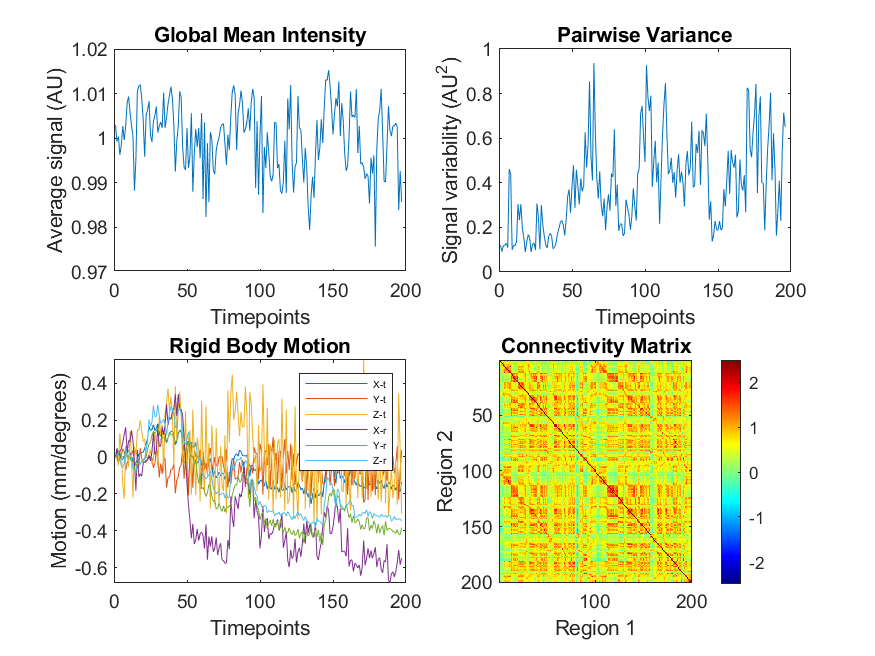 Global Mean Intensity
Average signal (AU)
1.02
1.01
1
0.99
0.98
0.97
0 50 100 150 200
Timepoints
Pairwise Variance
Signal variability (AU²)
1
0.8
0.6
0.4
0.2
0
0 50 100 150 200
Timepoints
Rigid Body Motion
Motion (mm/degrees)
0.4
0.2
0
-0.2
-0.4
-0.6
0 50 100 150 200
Timepoints
X-t
Y-t
Z-t
X-r
Y-r
Z-r
Connectivity Matrix
Region 2
50
100
150
200
100 200
Region 1
2
1
0
-1
-2